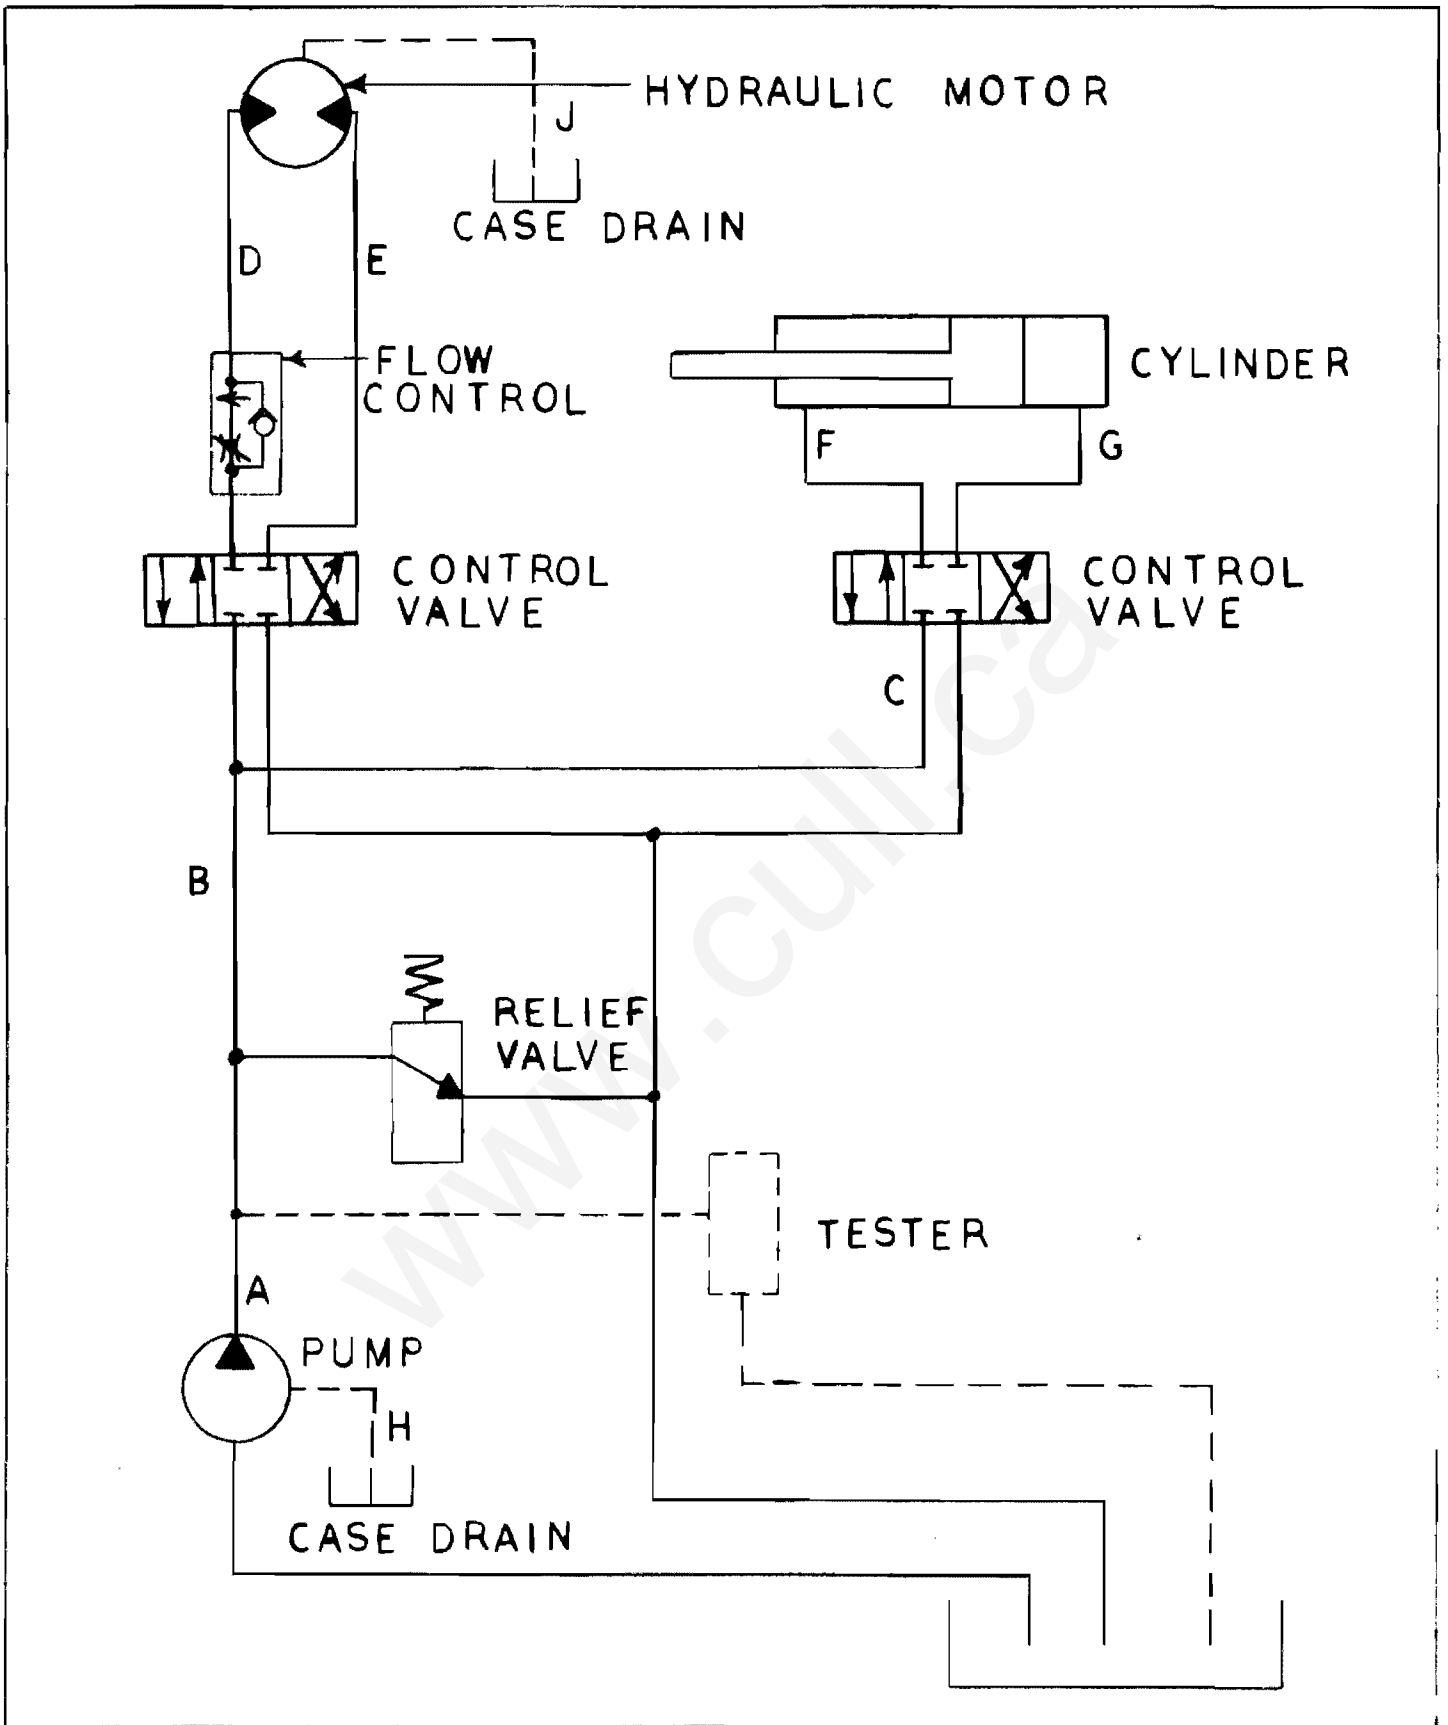 HYDRAULIC MOTOR
J
CASE DRAIN
D
E
FLOW
CONTROL
CYLINDER
F
G
CONTROL
VALVE
CONTROL
VALVE
C
B
RELIEF
VALVE
TESTER
A
PUMP
H
CASE DRAIN
www.cull.ca